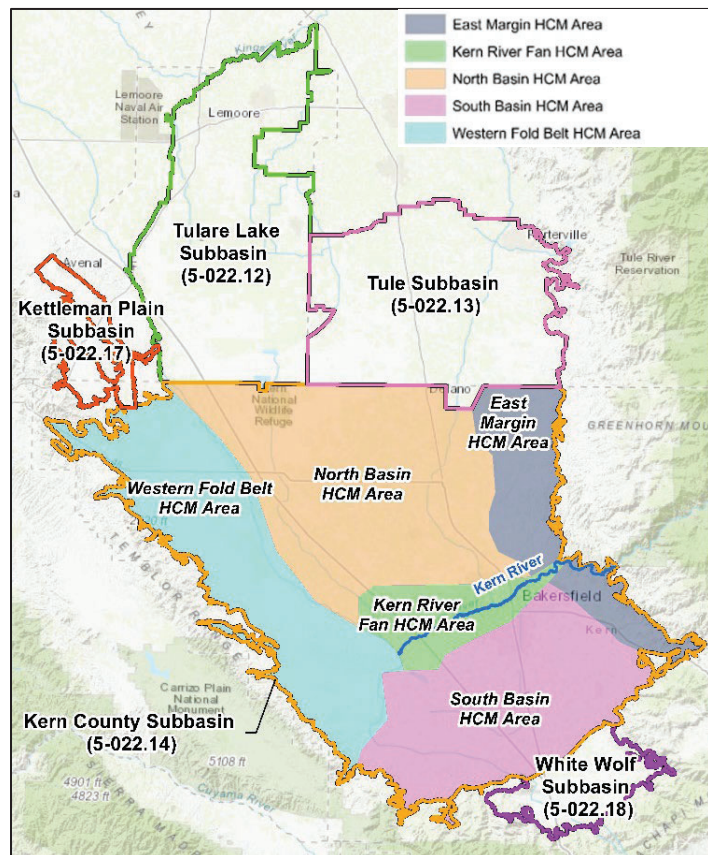 East Margin HCM Area
Kern River Fan HCM Area
North Basin HCM Area
South Basin HCM Area
Western Fold Belt HCM Area
Lemoore
Naval Air
Station
Lemoore
Tulare Lake
Subbasin
(5-022.12)
Tule Subbasin
(5-022.13)
Porterville
Tule River
Reservation
Avenal
Kettleman Plain
Subbasin
(5-022.17)
National
Wildlife
Refuge
East
Margin
HCM Area
GREENHORN MOU
North Basin
HCM Area
Western Fold Belt
HCM Area
TEMBLOR RANGE
Kern River
Kern River
Fan HCM Area
Bakersfield
Kern
South Basin
HCM Area
Carrizo Plain
National
Monument
Kern County Subbasin
(5-022.14)
5108 ft
4901 ft
4823 ft
Cuyama River
White Wolf
Subbasin
(5-022.18)